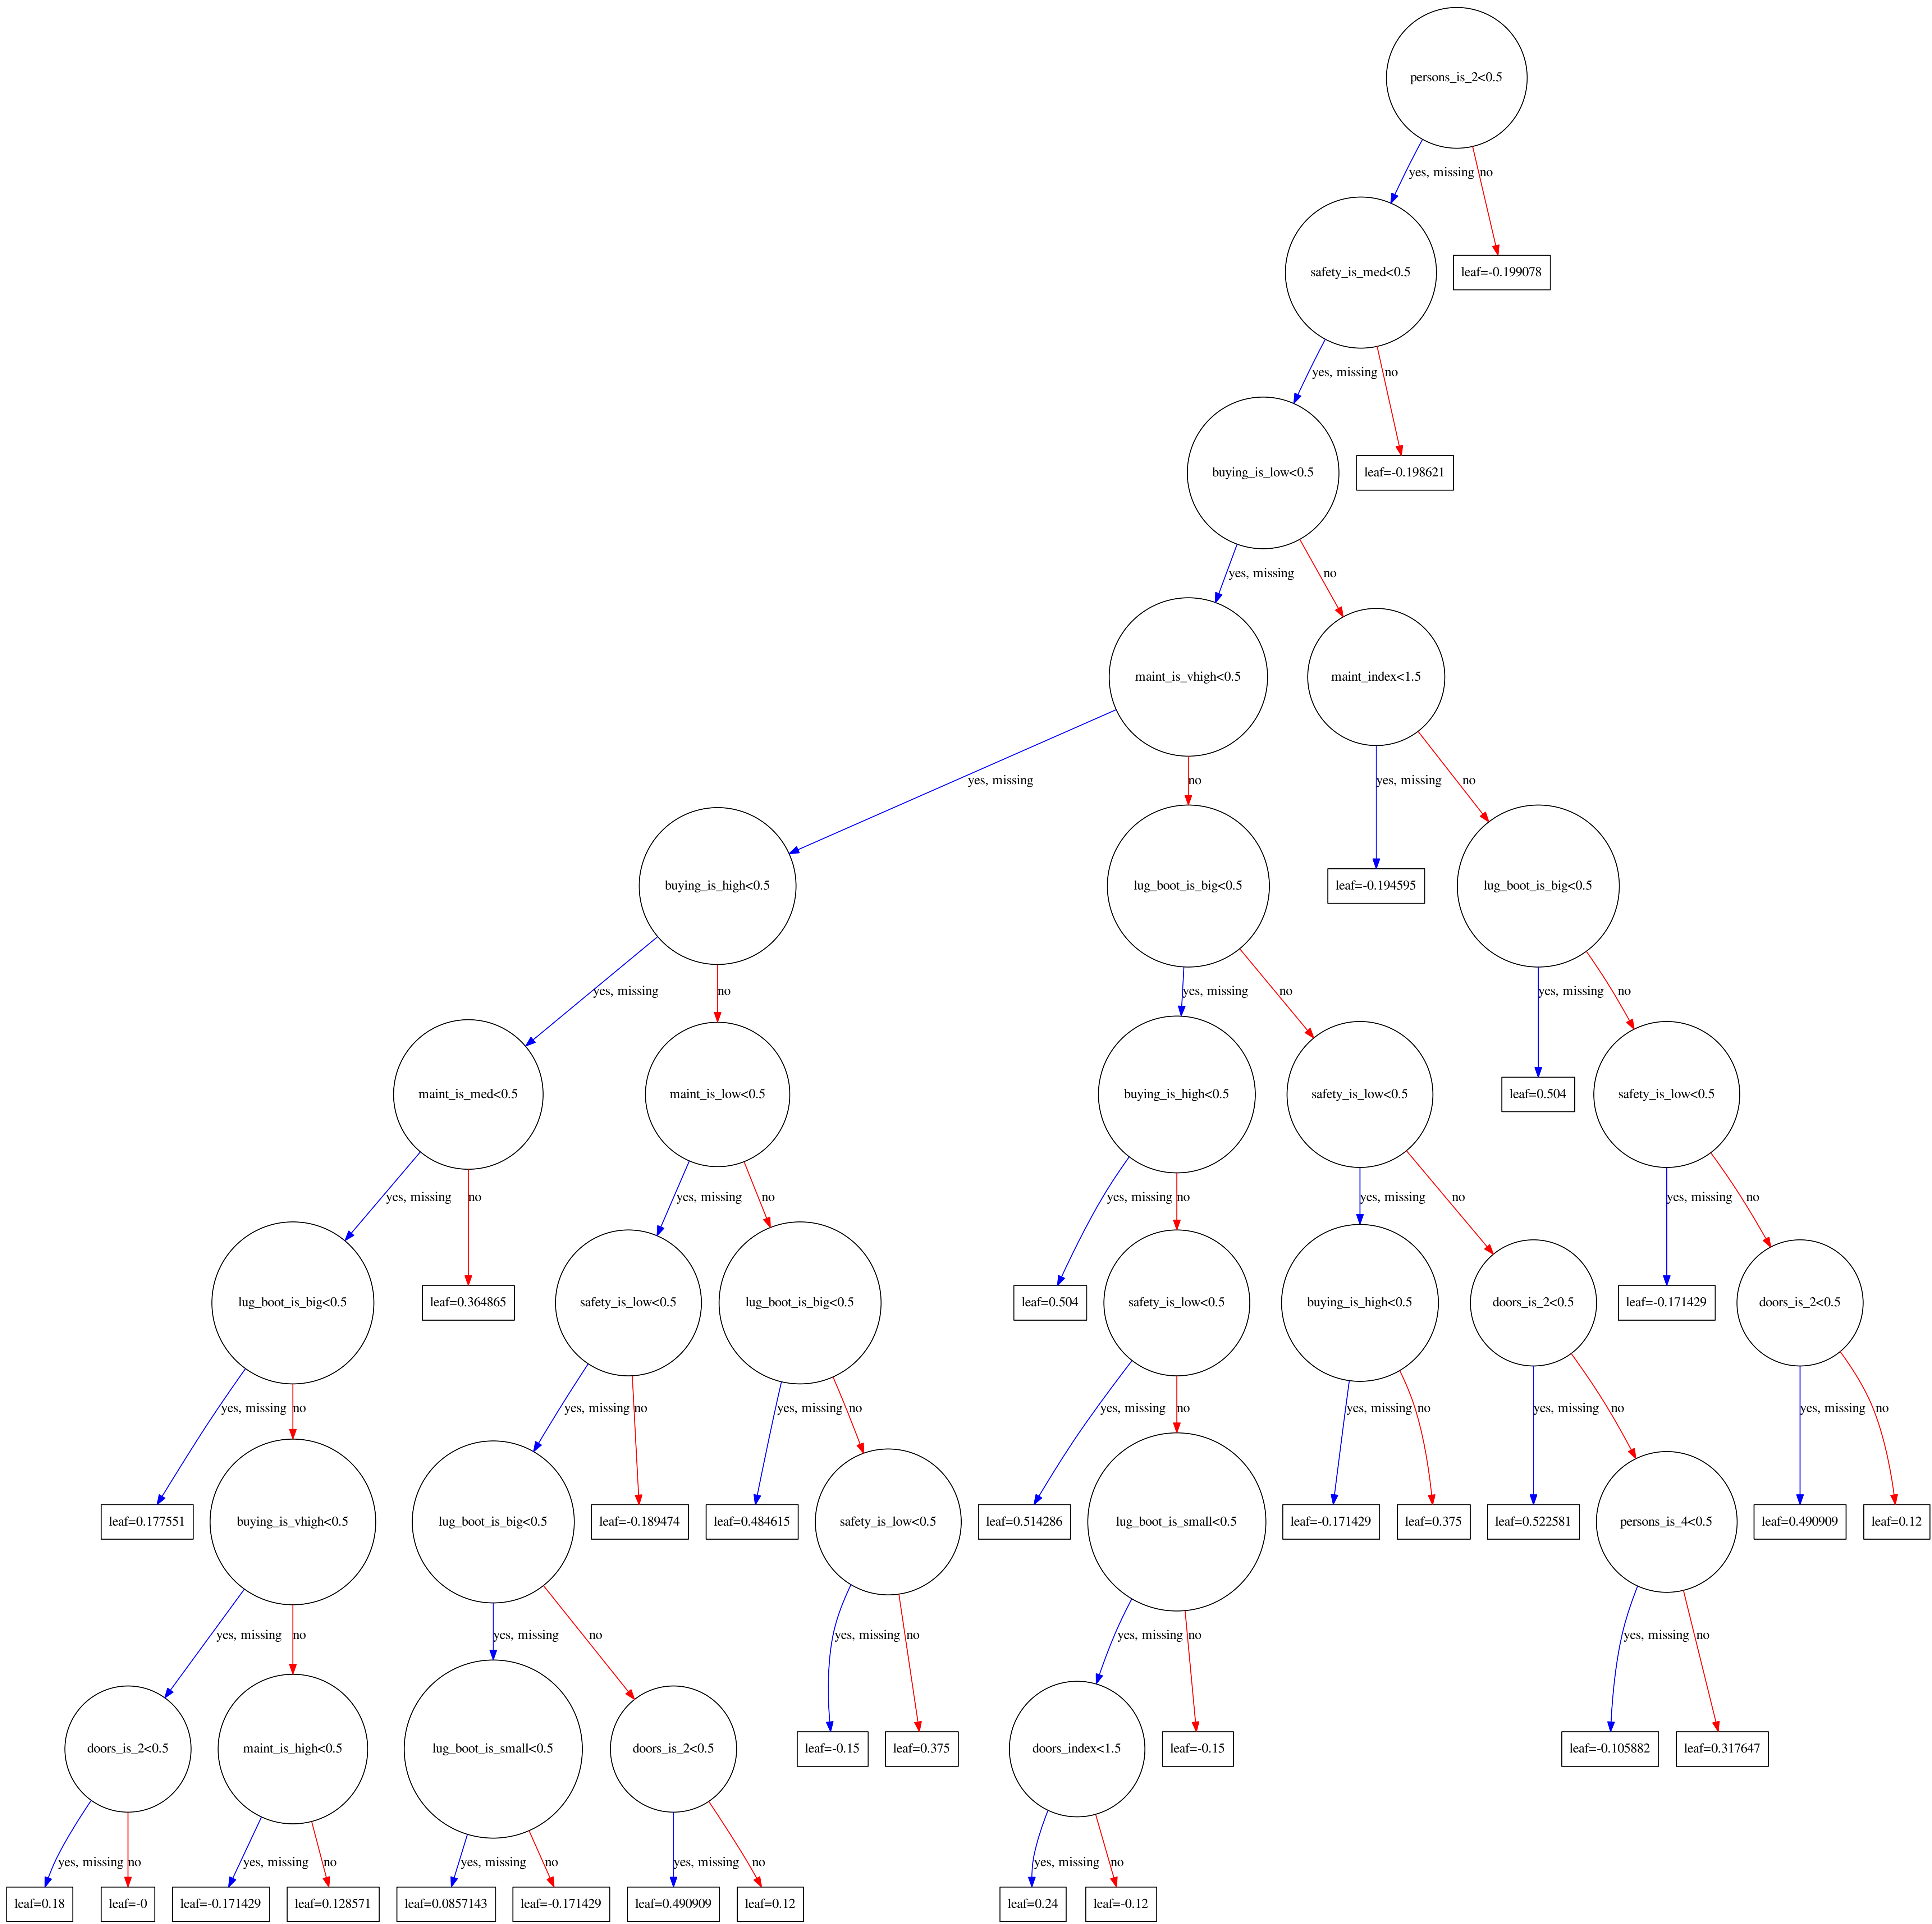 persons_is_2<0.5
yes, missing
no
safety_is_med<0.5
leaf=-0.199078
yes, missing
no
buying_is_low<0.5
leaf=-0.198621
yes, missing
no
maint_is_vhigh<0.5
maint_index<1.5
yes, missing
no
yes, missing
no
buying_is_high<0.5
lug_boot_is_big<0.5
leaf=-0.194595
lug_boot_is_big<0.5
yes, missing
no
yes, missing
no
yes, missing
no
maint_is_med<0.5
maint_is_low<0.5
buying_is_high<0.5
safety_is_low<0.5
leaf=0.504
safety_is_low<0.5
yes, missing
no
yes, missing
no
yes, missing
no
yes, missing
no
yes, missing
no
lug_boot_is_big<0.5
leaf=0.364865
safety_is_low<0.5
lug_boot_is_big<0.5
leaf=0.504
safety_is_low<0.5
buying_is_high<0.5
doors_is_2<0.5
leaf=-0.171429
doors_is_2<0.5
yes, missing
no
yes, missing
no
yes, missing
no
yes, missing
no
yes, missing
no
yes, missing
no
yes, missing
no
leaf=0.177551
buying_is_vhigh<0.5
lug_boot_is_big<0.5
leaf=-0.189474
leaf=0.484615
safety_is_low<0.5
leaf=0.514286
lug_boot_is_small<0.5
leaf=-0.171429
leaf=0.375
leaf=0.522581
persons_is_4<0.5
leaf=0.490909
leaf=0.12
yes, missing
no
yes, missing
no
yes, missing
no
yes, missing
no
yes, missing
no
doors_is_2<0.5
maint_is_high<0.5
lug_boot_is_small<0.5
doors_is_2<0.5
leaf=-0.15
leaf=0.375
doors_index<1.5
leaf=-0.15
leaf=-0.105882
leaf=0.317647
yes, missing
no
yes, missing
no
yes, missing
no
yes, missing
no
yes, missing
no
leaf=0.18
leaf=-0
leaf=-0.171429
leaf=0.128571
leaf=0.0857143
leaf=-0.171429
leaf=0.490909
leaf=0.12
leaf=0.24
leaf=-0.12